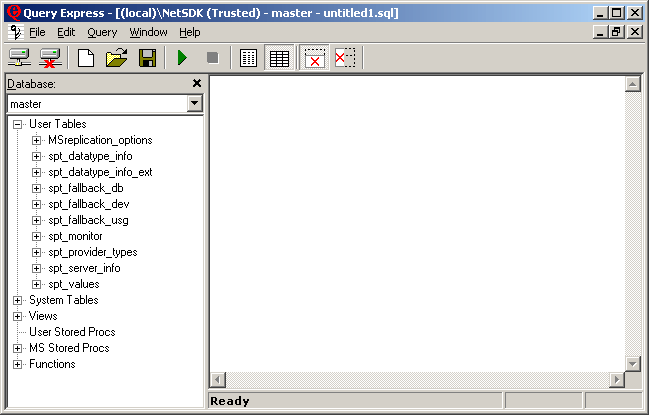 Query Express - [(local)\NetSDK (Trusted) - master - untitled1.sql]
File Edit Query Window Help
Database:
master
User Tables
MSreplication_options
spt_datatype_info
spt_datatype_info_ext
spt_fallback_db
spt_fallback_dev
spt_fallback_usg
spt_monitor
spt_provider_types
spt_server_info
spt_values
System Tables
Views
User Stored Procs
MS Stored Procs
Functions
Ready